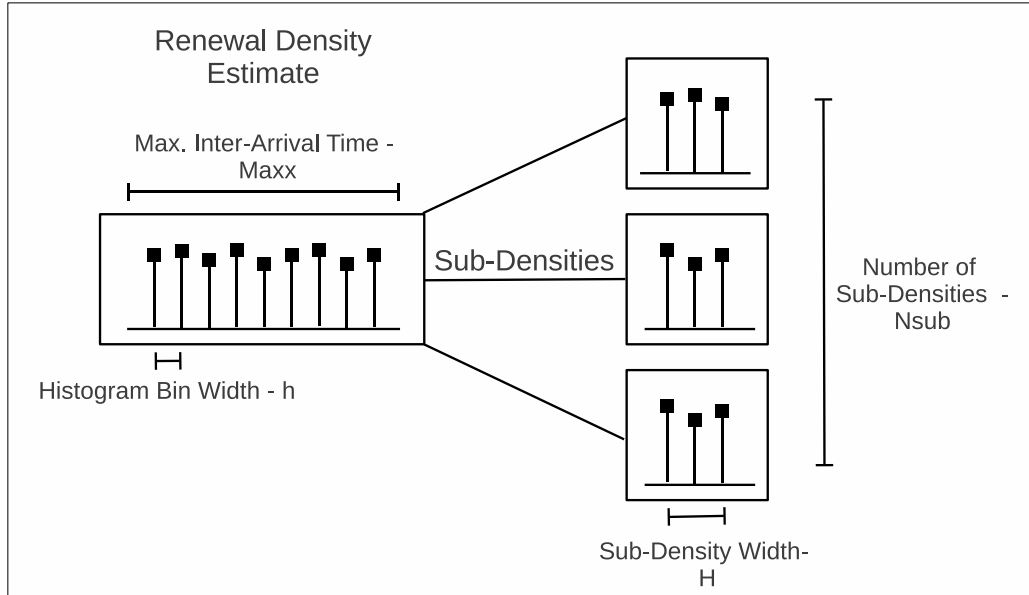 Renewal Density
Estimate
Max. Inter-Arrival Time -
Maxx
Sub-Densities
Number of
Sub-Densities -
Nsub
Histogram Bin Width - h
Sub-Density Width-
H